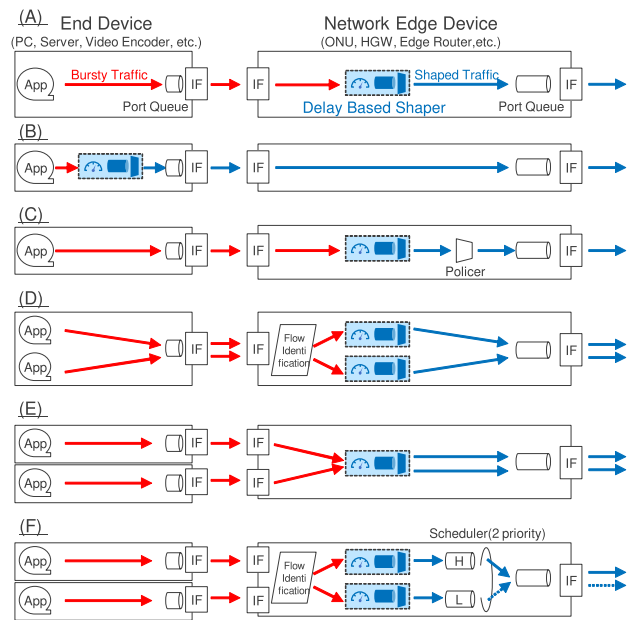 (A)
End Device
Network Edge Device
(PC, Server, Video Encoder, etc.)
(ONU, HGW, Edge Router,etc.)
App
Bursty Traffic
Port Queue
IF
IF
Delay Based Shaper
Shaped Traffic
Port Queue
IF
(B)
App
IF
IF
IF
(C)
App
IF
IF
Policer
IF
(D)
App
App
IF
IF
Flow
Identi
fication
IF
(E)
App
IF
IF
App
IF
IF
IF
(F)
Scheduler(2 priority)
App
IF
IF
Flow
Identi
fication
H
App
IF
IF
L
IF